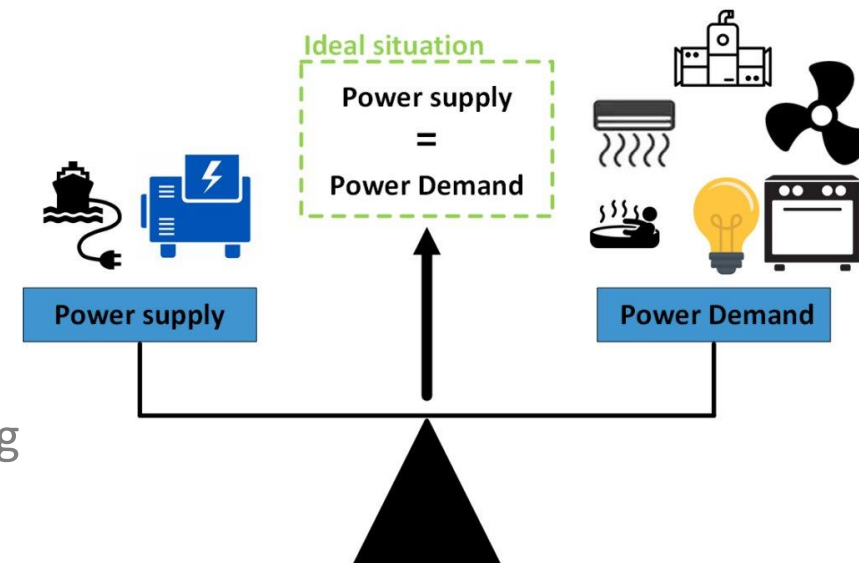 Ideal situation
Power supply
=
Power Demand
Power supply
Power Demand
g